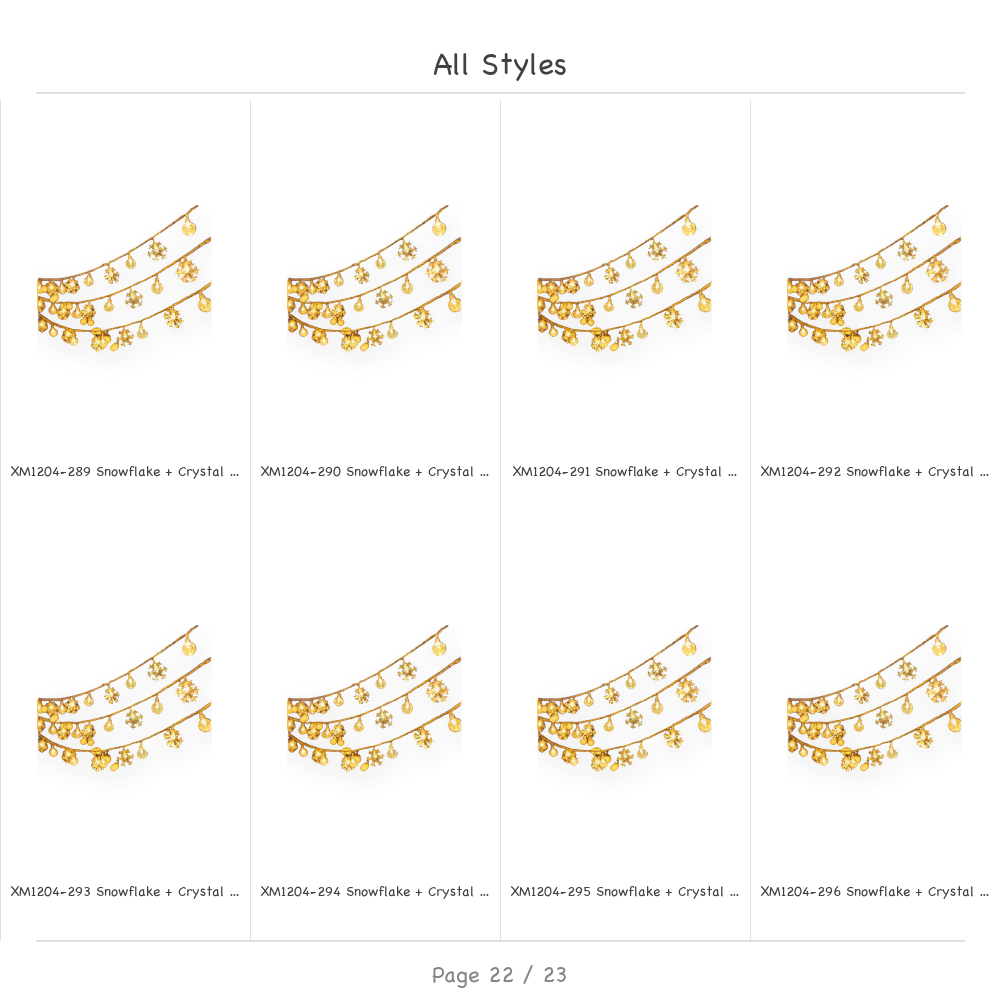 All Styles
XM1204-289 Snowflake + Crystal ...
XM1204-290 Snowflake + Crystal ...
XM1204-291 Snowflake + Crystal ...
XM1204-292 Snowflake + Crystal ...
XM1204-293 Snowflake + Crystal ...
XM1204-294 Snowflake + Crystal ...
XM1204-295 Snowflake + Crystal ...
XM1204-296 Snowflake + Crystal ...
Page 22 / 23